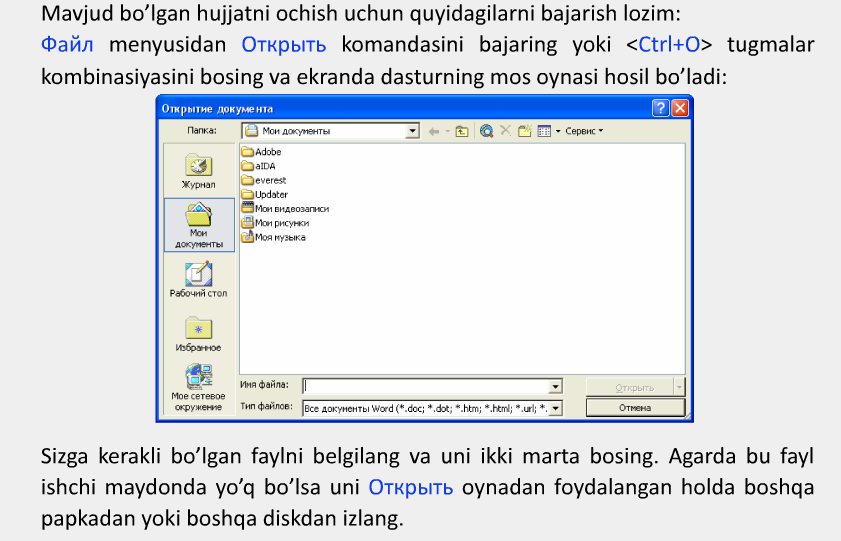 Mavjud bo’lgan hujjatni ochish uchun quyidagilarni bajarish lozim:
Файл menyusidan Открыть komandasini bajaring yoki <Ctrl+O> tugmalar
kombinasiyasini bosing va ekranda dasturning mos oynasi hosil bo’ladi:
Открытие документа
Папка:
Мои документы
Сервис
Журнал
Мои
документы
Рабочий стол
Избранное
Мое сетевое
окружение
Adobe
aIDA
everest
Updater
Мои видеозаписи
Мои рисунки
Моя музыка
Имя файла:
Открыть
Тип файлов:
Все документы Word (*.doc; *.dot; *.htm; *.html; *.url; *.
Отмена
Sizga kerakli bo’lgan faylni belgilang va uni ikki marta bosing. Agarda bu fayl
ishchi maydonda yo’q bo’lsa uni Открыть oynadan foydalangan holda boshqa
papkadan yoki boshqa diskdan izlang.